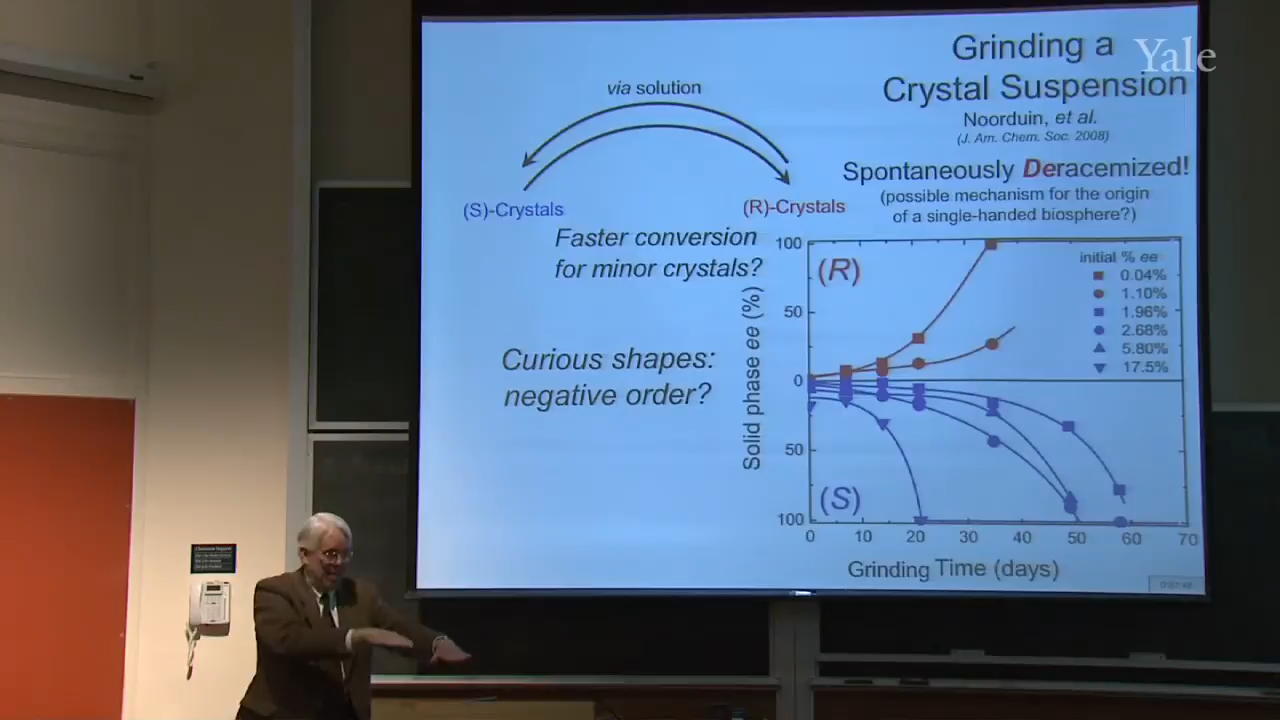 Yale
Grinding a
Crystal Suspension
Noorduin, et al.
(J. Am. Chem. Soc. 2008)
Spontaneously Deracemized!
(possible mechanism for the origin
of a single-handed biosphere?)
via solution
(S)-Crystals
(R)-Crystals
Faster conversion
for minor crystals?
Curious shapes:
negative order?
Solid phase ee (%)
100
50
0
50
100
(R)
(S)
initial % ee
0.04%
1.10%
1.96%
2.68%
5.80%
17.5%
0 10 20 30 40 50 60 70
Grinding Time (days)